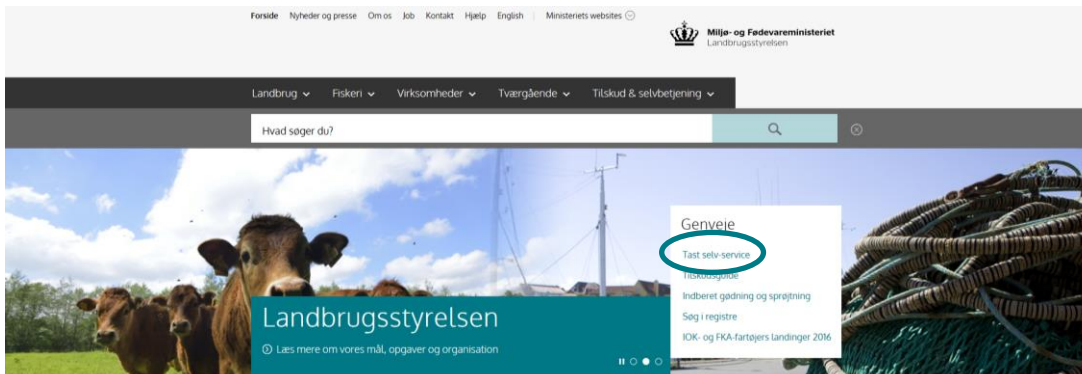 Forside Nyheder og presse Om os Job Kontakt Hjælp English Ministeriets websites
Miljø- og Fødevareministeriet
Landbrugsstyrelsen
Landbrug Fiskeri Virksomheder Tværgående Tilskud & selvbetjening
Hvad søger du?
Genveje
Tast selv-service
Tilskudsguide
Indberet gødning og sprøjtning
Søg i registre
IOK- og FKA-fartøjers landinger 2016
Landbrugsstyrelsen
Læs mere om vores mål, opgaver og organisation